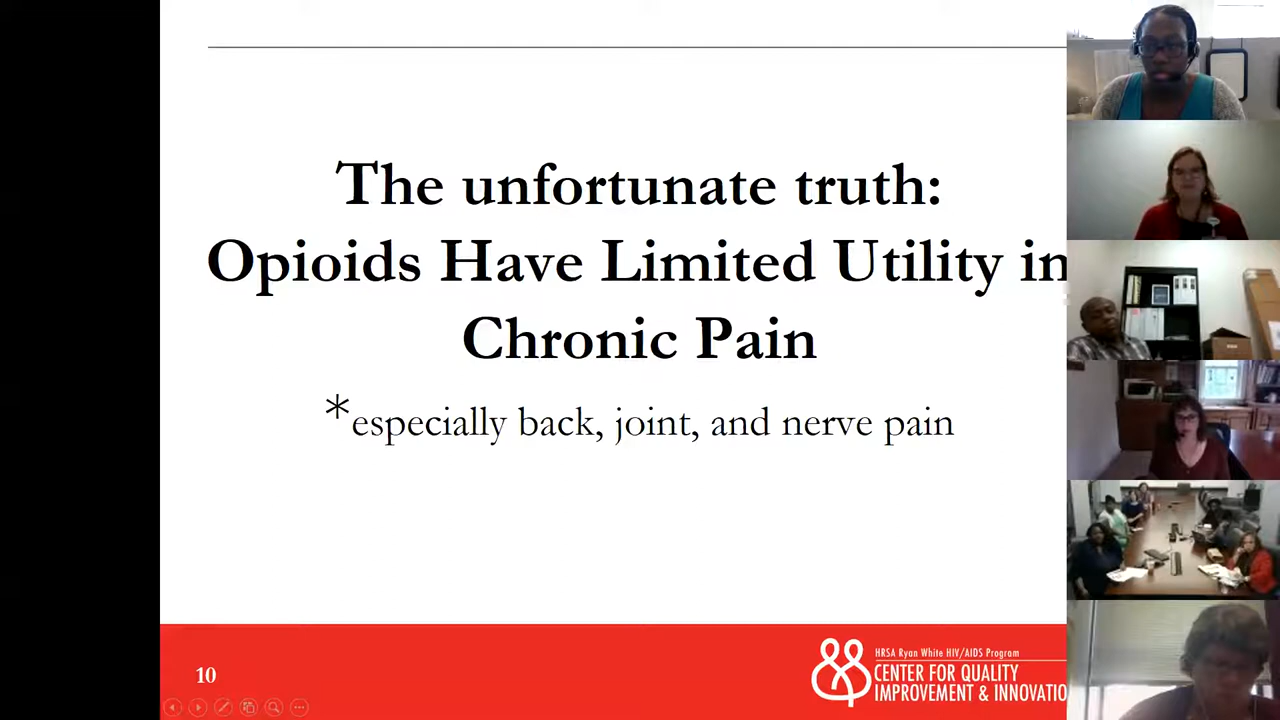 The unfortunate truth:
Opioids Have Limited Utility in
Chronic Pain
*especially back, joint, and nerve pain
10
HRSA Ryan White HIV/AIDS Program
CENTER FOR QUALITY
IMPROVEMENT & INNOVATIO